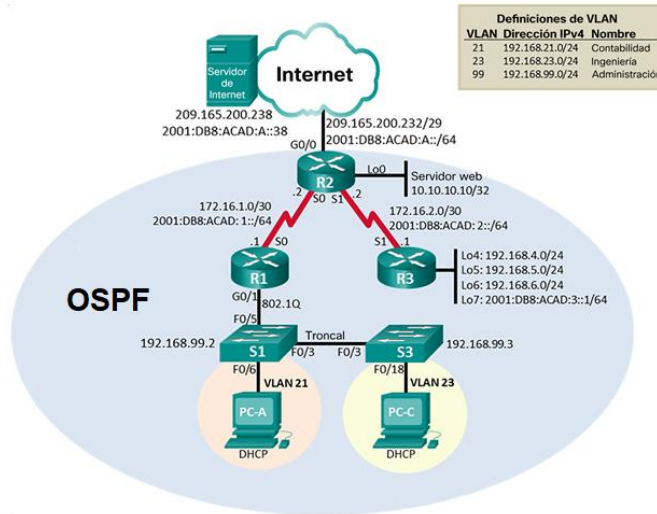 Definiciones de VLAN
VLAN Dirección IPv4 Nombre
21 192.168.21.0/24 Contabilidad
23 192.168.23.0/24 Ingeniería
99 192.168.99.0/24 Administración
Servidor
de
Internet
Internet
209.165.200.238
2001:DB8:ACAD:A::38
209.165.200.232/29
2001:DB8:ACAD:A::/64
G0/0
R2
Lo0
Servidor web
10.10.10.10/32
.2
S0
S1
.2
172.16.1.0/30
2001:DB8:ACAD: 1::/64
172.16.2.0/30
2001:DB8:ACAD: 2::/64
.1
S0
S1
.1
R1
R3
Lo4: 192.168.4.0/24
Lo5: 192.168.5.0/24
Lo6: 192.168.6.0/24
Lo7: 2001:DB8:ACAD:3::1/64
OSPF
G0/1
802.1Q
F0/5
192.168.99.2
S1
Troncal
F0/3
F0/3
S3
192.168.99.3
F0/6
VLAN 21
F0/18
VLAN 23
PC-A
PC-C
DHCP
DHCP